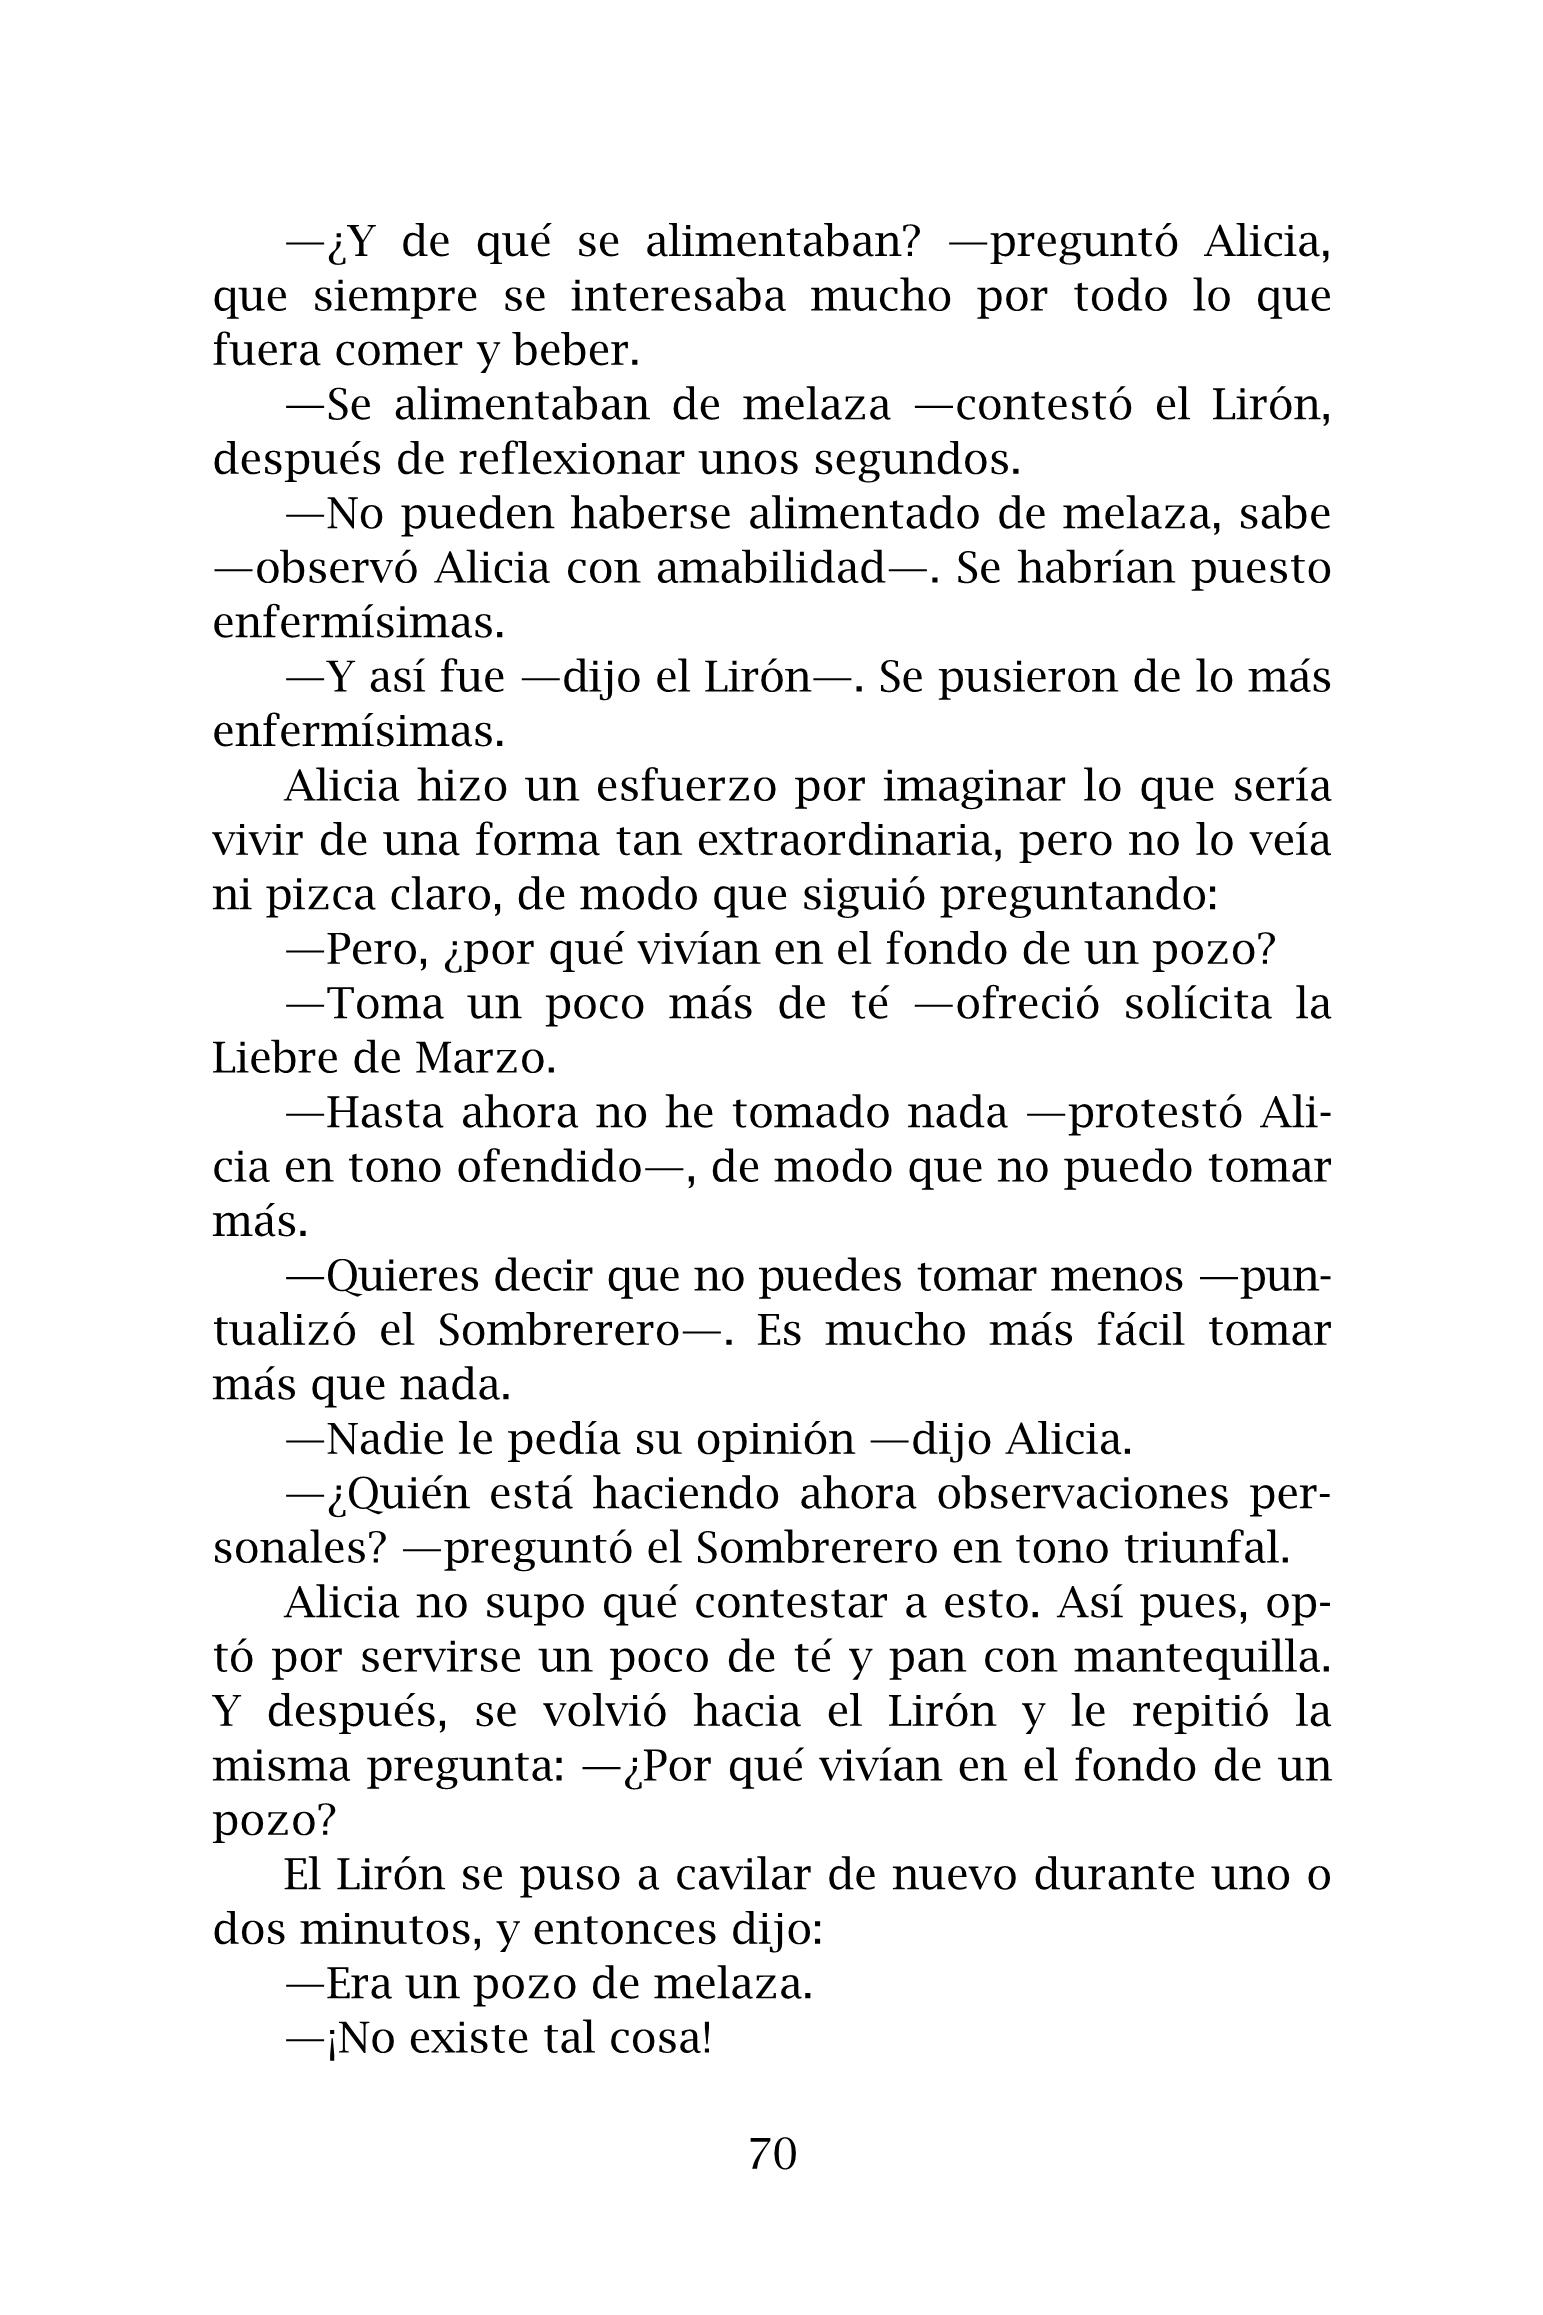 —¿Y de qué se alimentaban? —preguntó Alicia,
que siempre se interesaba mucho por todo lo que
fuera comer y beber.
—Se alimentaban de melaza —contestó el Lirón,
después de reflexionar unos segundos.
—No pueden haberse alimentado de melaza, sabe
—observó Alicia con amabilidad—. Se habrían puesto
enfermísimas.
—Y así fue —dijo el Lirón—. Se pusieron de lo más
enfermísimas.
Alicia hizo un esfuerzo por imaginar lo que sería
vivir de una forma tan extraordinaria, pero no lo veía
ni pizca claro, de modo que siguió preguntando:
—Pero, ¿por qué vivían en el fondo de un pozo?
—Toma un poco más de té —ofreció solícita la
Liebre de Marzo.
—Hasta ahora no he tomado nada —protestó Ali-
cia en tono ofendido—, de modo que no puedo tomar
más.
—Quieres decir que no puedes tomar menos —pun-
tualizó el Sombrerero—. Es mucho más fácil tomar
más que nada.
—Nadie le pedía su opinión —dijo Alicia.
—¿Quién está haciendo ahora observaciones per-
sonales? —preguntó el Sombrerero en tono triunfal.
Alicia no supo qué contestar a esto. Así pues, op-
tó por servirse un poco de té y pan con mantequilla.
Y después, se volvió hacia el Lirón y le repitió la
misma pregunta: —¿Por qué vivían en el fondo de un
pozo?
El Lirón se puso a cavilar de nuevo durante uno o
dos minutos, y entonces dijo:
—Era un pozo de melaza.
—¡No existe tal cosa!
70